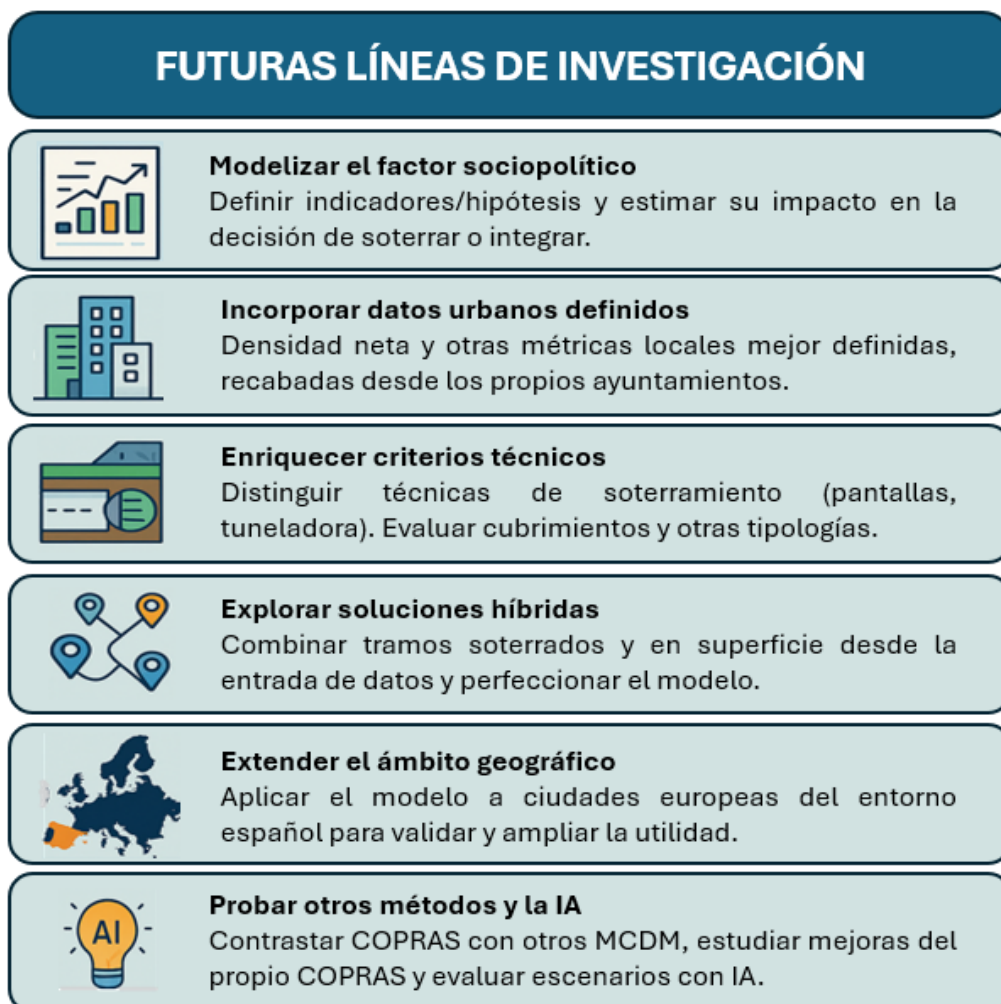 FUTURAS LÍNEAS DE INVESTIGACIÓN
Modelizar el factor sociopolítico
Definir indicadores/hipótesis y estimar su impacto en la
decisión de soterrar o integrar.
Incorporar datos urbanos definidos
Densidad neta y otras métricas locales mejor definidas,
recabadas desde los propios ayuntamientos.
Enriquecer criterios técnicos
Distinguir técnicas de soterramiento (pantallas,
tuneladora). Evaluar cubrimientos y otras tipologías.
Explorar soluciones híbridas
Combinar tramos soterrados y en superficie desde la
entrada de datos y perfeccionar el modelo.
Extender el ámbito geográfico
Aplicar el modelo a ciudades europeas del entorno
español para validar y ampliar la utilidad.
AI
Probar otros métodos y la IA
Contrastar COPRAS con otros MCDM, estudiar mejoras del
propio COPRAS y evaluar escenarios con IA.